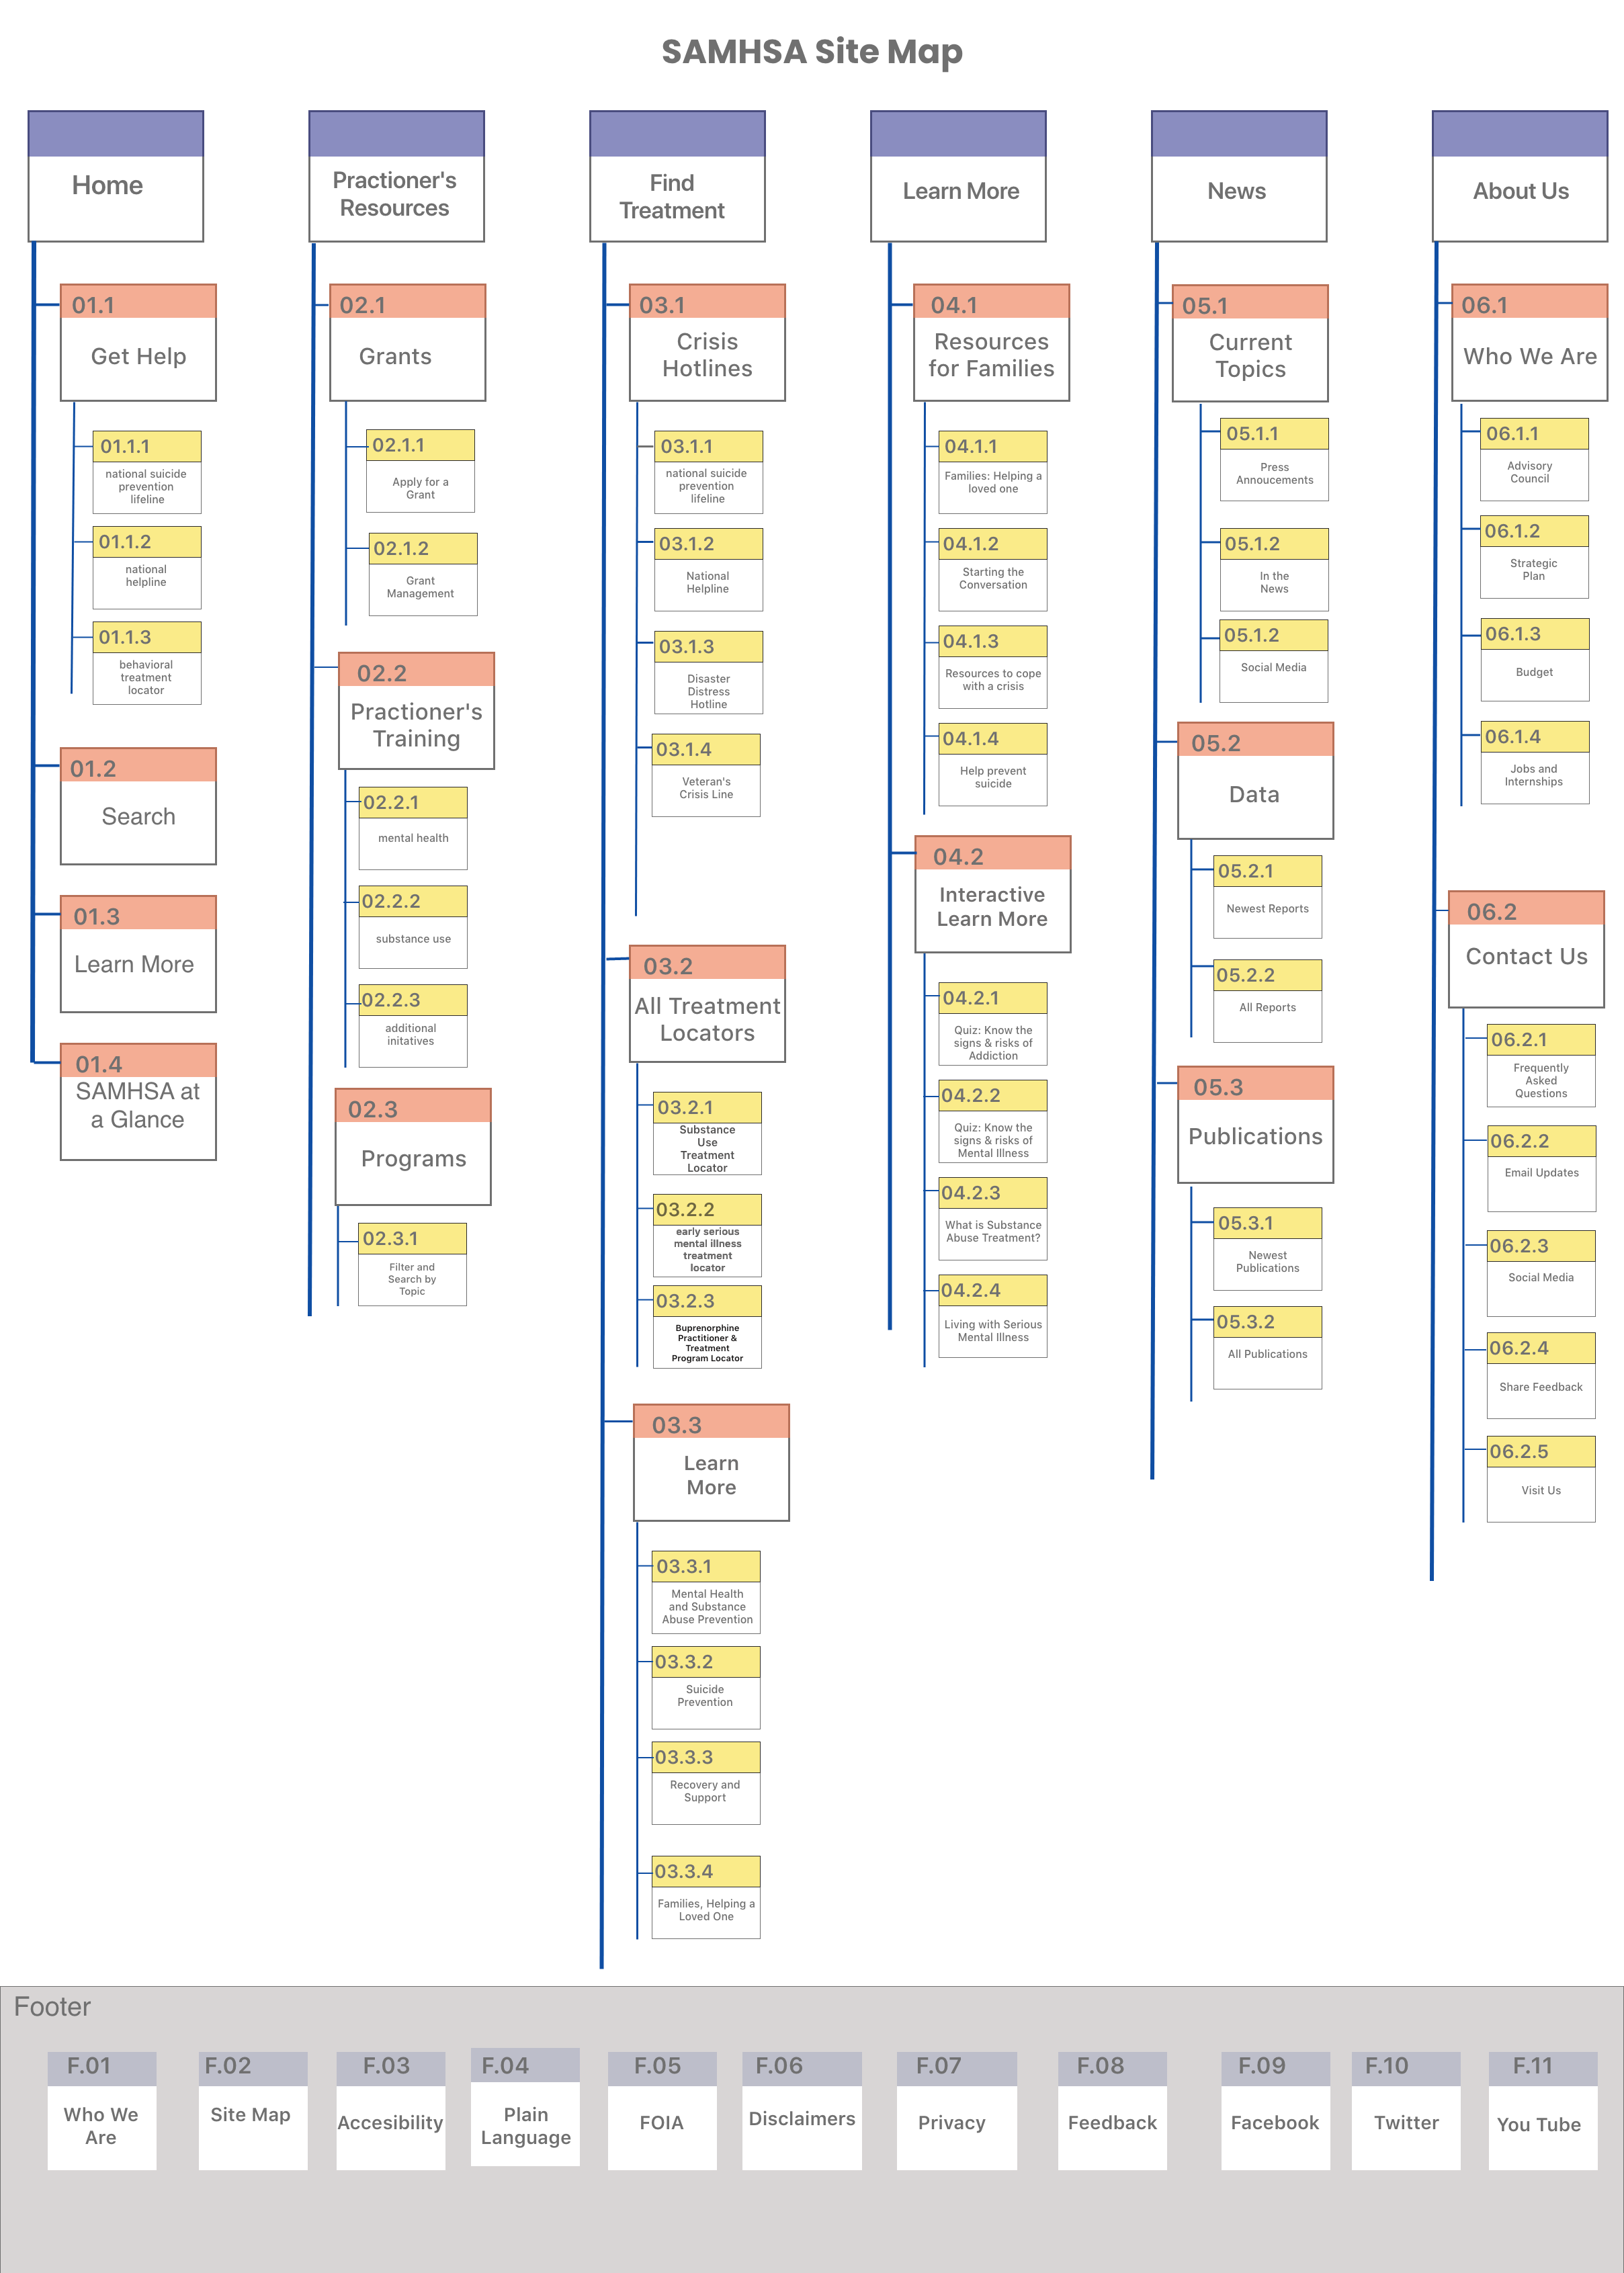 SAMHSA Site Map
Home
01.1
Get Help
01.1.1
national suicide
prevention
lifeline
01.1.2
national
helpline
01.1.3
behavioral
treatment
locator
01.2
Search
01.3
Learn More
01.4
SAMHSA at
a Glance
Practioner's
Resources
02.1
Grants
02.1.1
Apply for a
Grant
02.1.2
Grant
Management
02.2
Practioner's
Training
02.2.1
mental health
02.2.2
substance use
02.2.3
additional
initatives
02.3
Programs
02.3.1
Filter and
Search by
Topic
Find
Treatment
03.1
Crisis
Hotlines
03.1.1
national suicide
prevention
lifeline
03.1.2
National
Helpline
03.1.3
Disaster
Distress
Hotline
03.1.4
Veteran's
Crisis Line
03.2
All Treatment
Locators
03.2.1
Substance
Use
Treatment
Locator
03.2.2
early serious
mental illness
treatment
locator
03.2.3
Buprenorphine
Practitioner &
Treatment
Program Locator
03.3
Learn
More
03.3.1
Mental Health
and Substance
Abuse Prevention
03.3.2
Suicide
Prevention
03.3.3
Recovery and
Support
03.3.4
Families, Helping a
Loved One
Learn More
04.1
Resources
for Families
04.1.1
Families: Helping a
loved one
04.1.2
Starting the
Conversation
04.1.3
Resources to cope
with a crisis
04.1.4
Help prevent
suicide
04.2
Interactive
Learn More
04.2.1
Quiz: Know the
signs & risks of
Addiction
04.2.2
Quiz: Know the
signs & risks of
Mental Illness
04.2.3
What is Substance
Abuse Treatment?
04.2.4
Living with Serious
Mental Illness
News
05.1
Current
Topics
05.1.1
Press
Annoucements
05.1.2
In the
News
05.1.2
Social Media
05.2
Data
05.2.1
Newest Reports
05.2.2
All Reports
05.3
Publications
05.3.1
Newest
Publications
05.3.2
All Publications
About Us
06.1
Who We Are
06.1.1
Advisory
Council
06.1.2
Strategic
Plan
06.1.3
Budget
06.1.4
Jobs and
Internships
06.2
Contact Us
06.2.1
Frequently
Asked
Questions
06.2.2
Email Updates
06.2.3
Social Media
06.2.4
Share Feedback
06.2.5
Visit Us
Footer
F.01
Who We
Are
F.02
Site Map
F.03
Accesibility
F.04
Plain
Language
F.05
FOIA
F.06
Disclaimers
F.07
Privacy
F.08
Feedback
F.09
Facebook
F.10
Twitter
F.11
You Tube